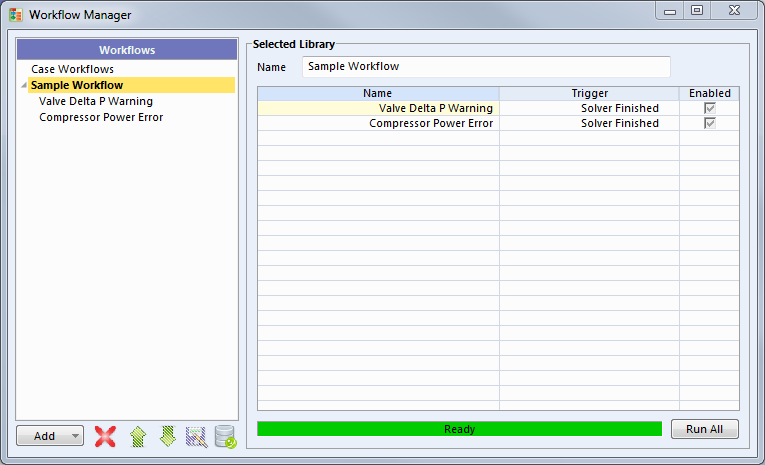 Workflow Manager
Workflows
Case Workflows
Sample Workflow
Valve Delta P Warning
Compressor Power Error
Add
Selected Library
Name Sample Workflow
Name Trigger Enabled
Valve Delta P Warning Solver Finished
Compressor Power Error Solver Finished
Ready
Run All